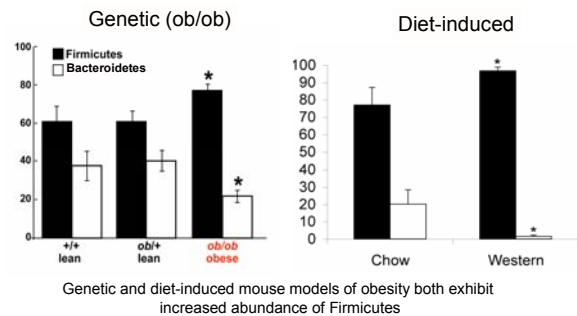 Genetic (ob/ob)
Diet-induced
Firmicutes
Bacteroidetes
100
80
60
40
20
0
*
*
+/+
lean
ob/+
lean
ob/ob
obese
100
90
80
70
60
50
40
30
20
10
0
*
*
Chow
Western
Genetic and diet-induced mouse models of obesity both exhibit
increased abundance of Firmicutes